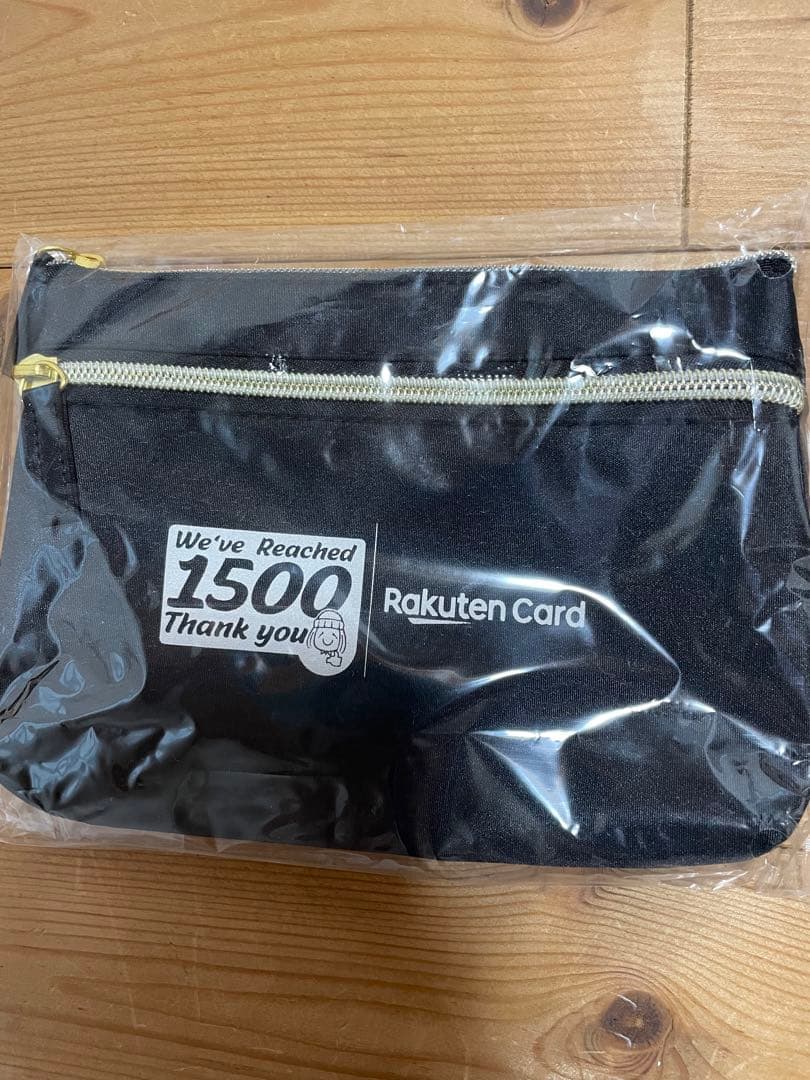 We've Reached
1500
Thank you
Rakuten Card